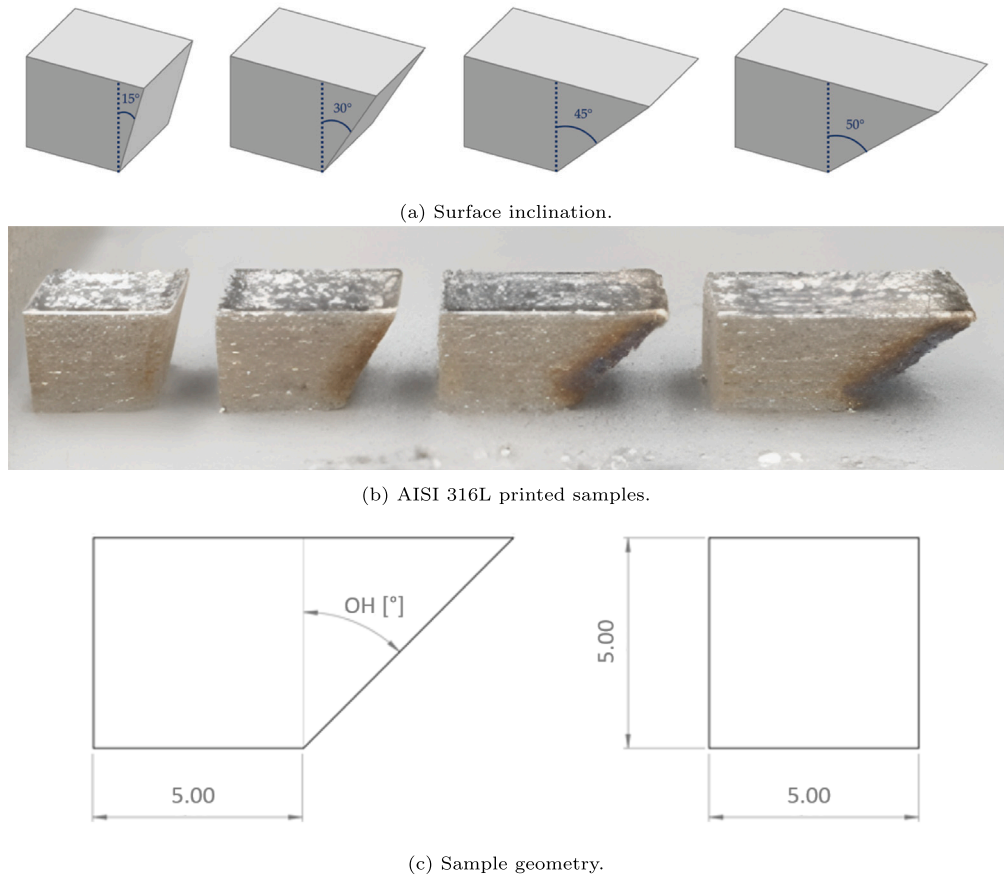 15° 30° 45° 50°
(a) Surface inclination.
(b) AISI 316L printed samples.
OH [°]
5.00
5.00 5.00
(c) Sample geometry.